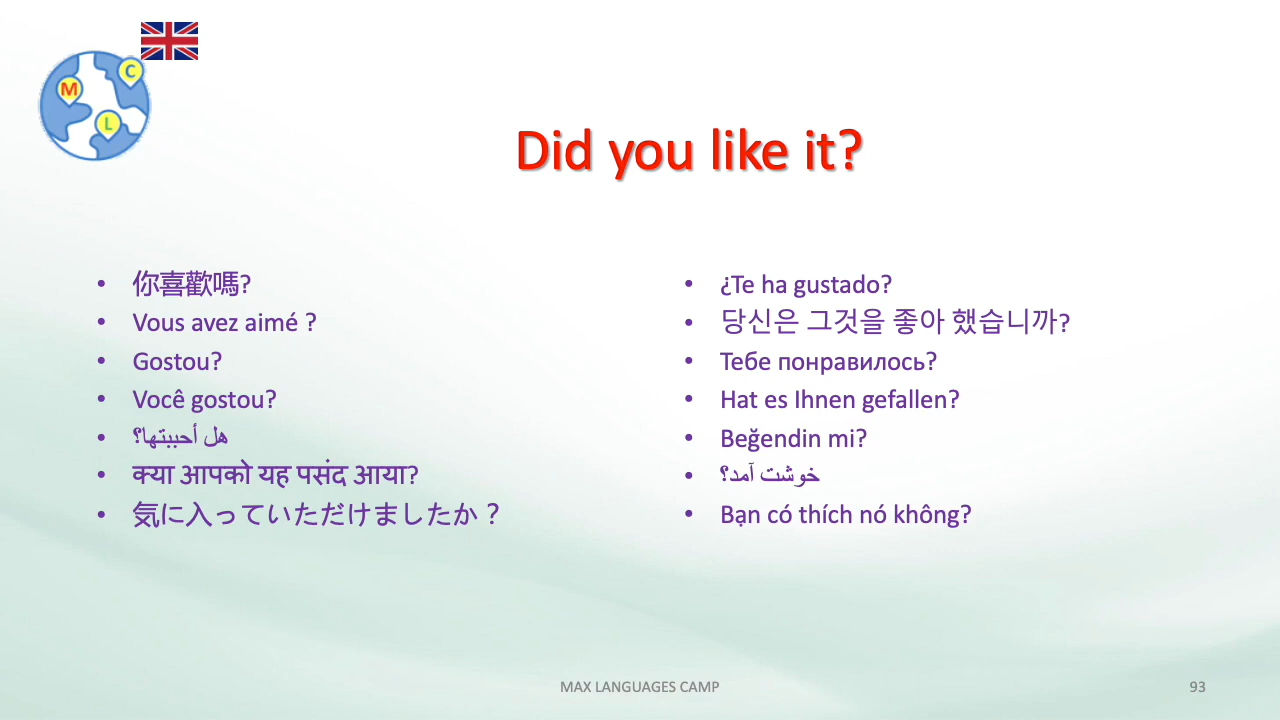 M
C
L
Did you like it?
• 你喜歡嗎?
• Vous avez aimé ?
• Gostou?
• Você gostou?
• هل أحببتها؟
• क्या आपको यह पसंद आया?
• 気に入っていただけましたか？
• ¿Te ha gustado?
• 당신은 그것을 좋아 했습니까?
• Тебе понравилось?
• Hat es Ihnen gefallen?
• Beğendin mi?
• خوشت آمد؟
• Bạn có thích nó không?
MAX LANGUAGES CAMP
93